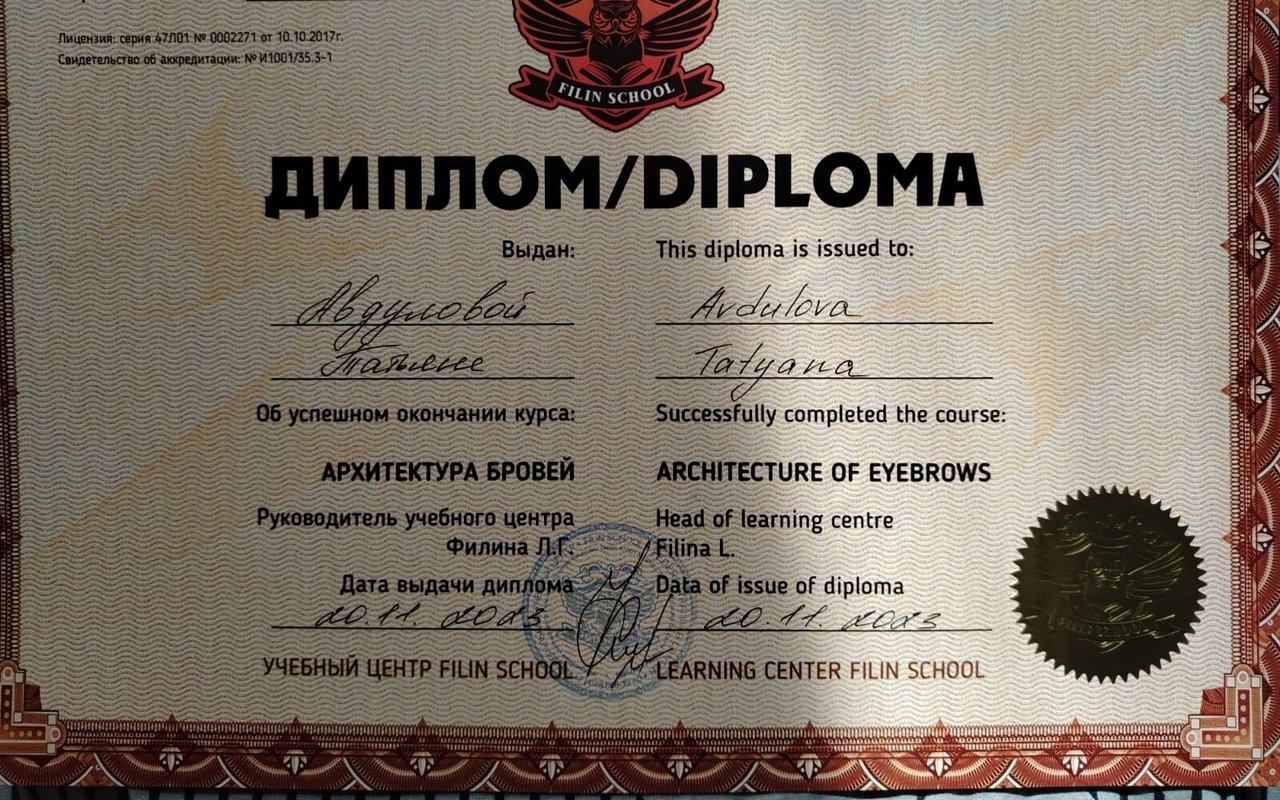 Лицензия: серия 47Л01 № 0002271 от 10.10.2017г.
Свидетельство об аккредитации: № И1001/35.3-1
FILIN SCHOOL
ДИПЛОМ/DIPLOMA
Выдан: This diploma is issued to:
Авдуловой Avdulova
Татьяне Tatyana
Об успешном окончании курса: Successfully completed the course:
АРХИТЕКТУРА БРОВЕЙ ARCHITECTURE OF EYEBROWS
Руководитель учебного центра Head of learning centre
Филина Л.Г. Filina L.
Дата выдачи диплома Data of issue of diploma
20.11.2023 20.11.2023
УЧЕБНЫЙ ЦЕНТР FILIN SCHOOL LEARNING CENTER FILIN SCHOOL